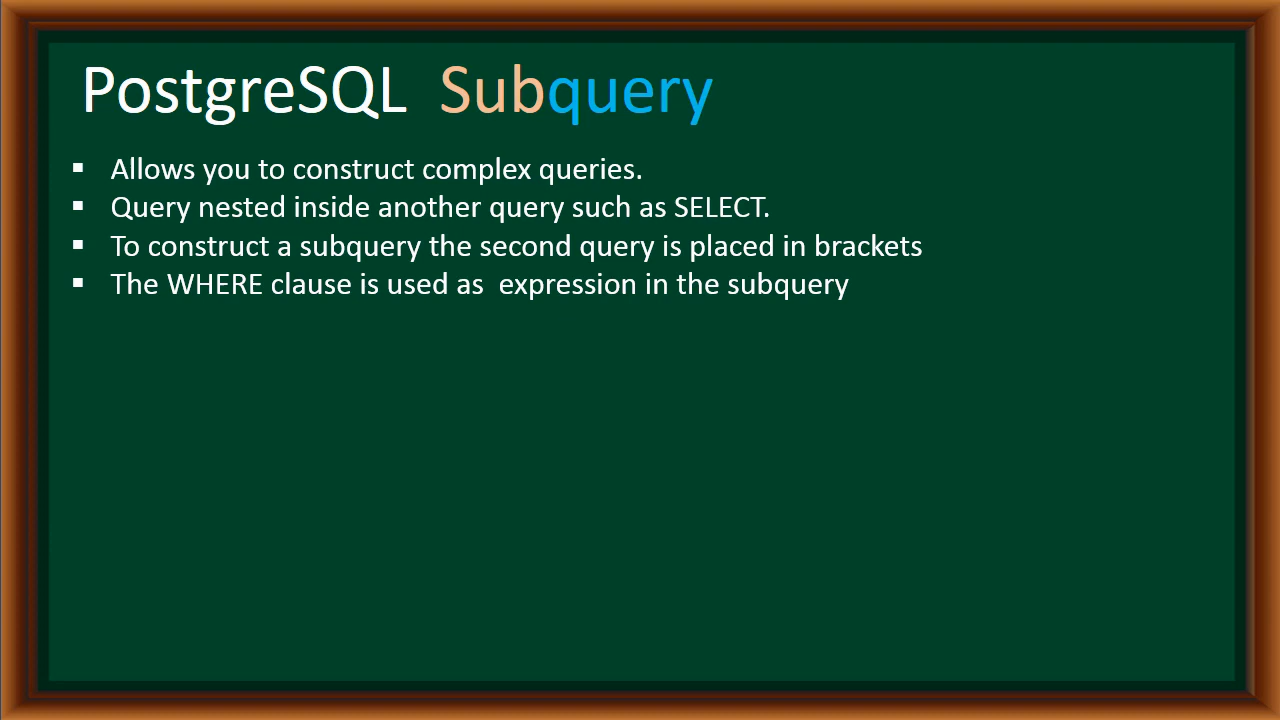 PostgreSQL Subquery
▪ Allows you to construct complex queries.
▪ Query nested inside another query such as SELECT.
▪ To construct a subquery the second query is placed in brackets
▪ The WHERE clause is used as  expression in the subquery